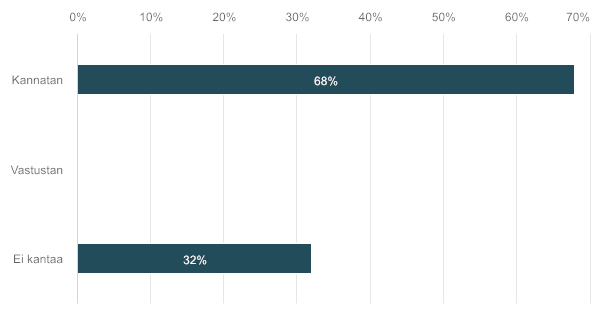 0% 10% 20% 30% 40% 50% 60% 70%
Kannatan 68%
Vastustan
Ei kantaa 32%